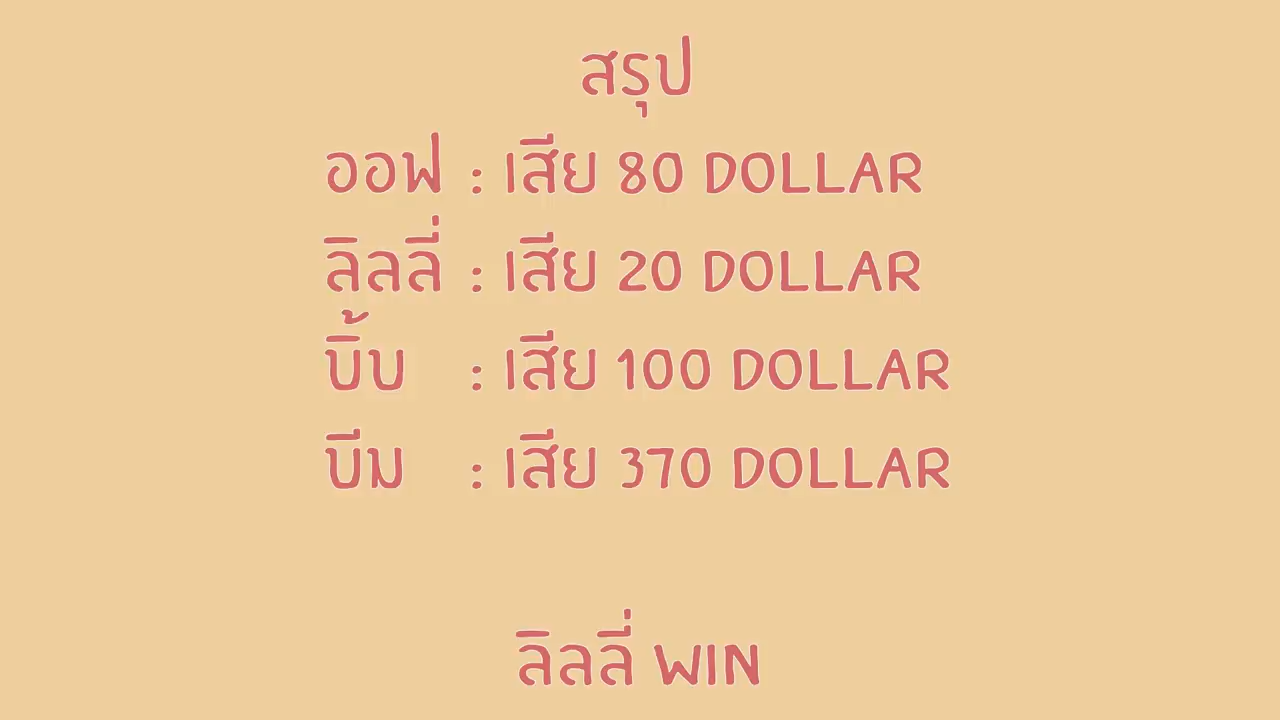 สรุป
ออฟ : เสีย 80 DOLLAR
ลิลลี่ : เสีย 20 DOLLAR
บิ้บ : เสีย 100 DOLLAR
บีม : เสีย 370 DOLLAR
ลิลลี่ WIN